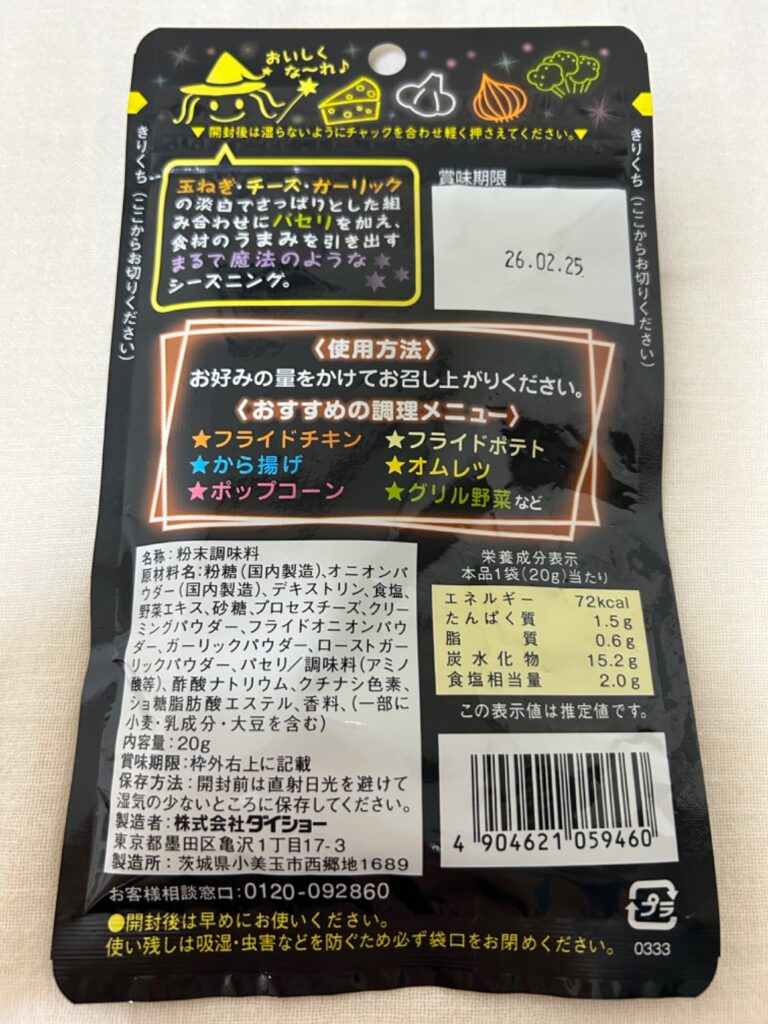 おいしく
な〜れ♪
▼開封後は湿らないようにチャックを合わせ軽く押さえてください。▼
きりくち(ここからお切りください)
きりくち(ここからお切りください)
玉ねぎ・チーズ・ガーリック
の淡白でさっぱりとした組
み合わせにパセリを加え、
食材のうまみを引き出す
まるで魔法のような
シーズニング。
賞味期限
26.02.25
〈使用方法〉
お好みの量をかけてお召し上がりください。
〈おすすめの調理メニュー〉
★フライドチキン ★フライドポテト
★から揚げ ★オムレツ
★ポップコーン ★グリル野菜など
名称:粉末調味料
原材料名:粉糖(国内製造)、オニオンパ
ウダー(国内製造)、デキストリン、食塩、
野菜エキス、砂糖、プロセスチーズ、クリー
ミングパウダー、フライドオニオンパウ
ダー、ガーリックパウダー、ローストガー
リックパウダー、パセリ/調味料(アミノ
酸等)、酢酸ナトリウム、クチナシ色素、
ショ糖脂肪酸エステル、香料、(一部に
小麦・乳成分・大豆を含む)
内容量:20g
賞味期限:枠外右上に記載
保存方法:開封前は直射日光を避けて
湿気の少ないところに保存してください。
製造者:株式会社ダイショー
東京都墨田区亀沢1丁目17-3
製造所:茨城県小美玉市西郷地1689
栄養成分表示
本品1袋(20g)当たり
エネルギー 72kcal
たんぱく質 1.5g
脂質 0.6g
炭水化物 15.2g
食塩相当量 2.0g
この表示値は推定値です。
4 904621 059460
お客様相談窓口:0120-092860
●開封後は早めにお使いください。
使い残しは吸湿・虫害などを防ぐため必ず袋口をお閉めください。
プラ
0333